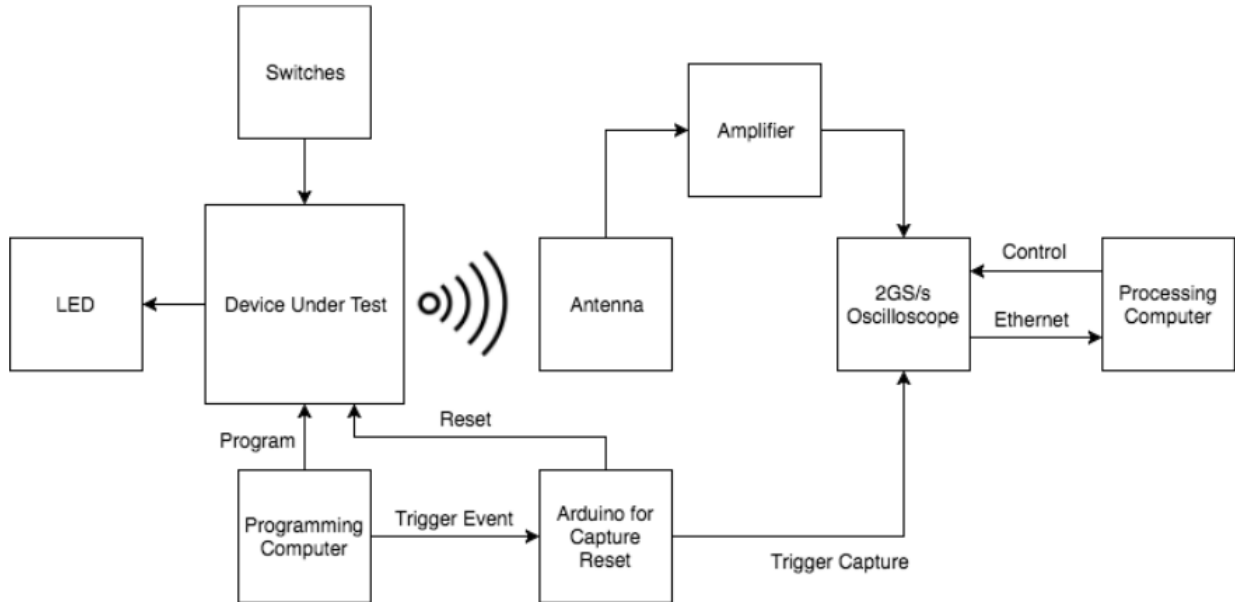 Switches
Amplifier
LED
Device Under Test
Antenna
2GS/s
Oscilloscope
Control
Ethernet
Processing
Computer
Program
Reset
Programming
Computer
Trigger Event
Arduino for
Capture
Reset
Trigger Capture